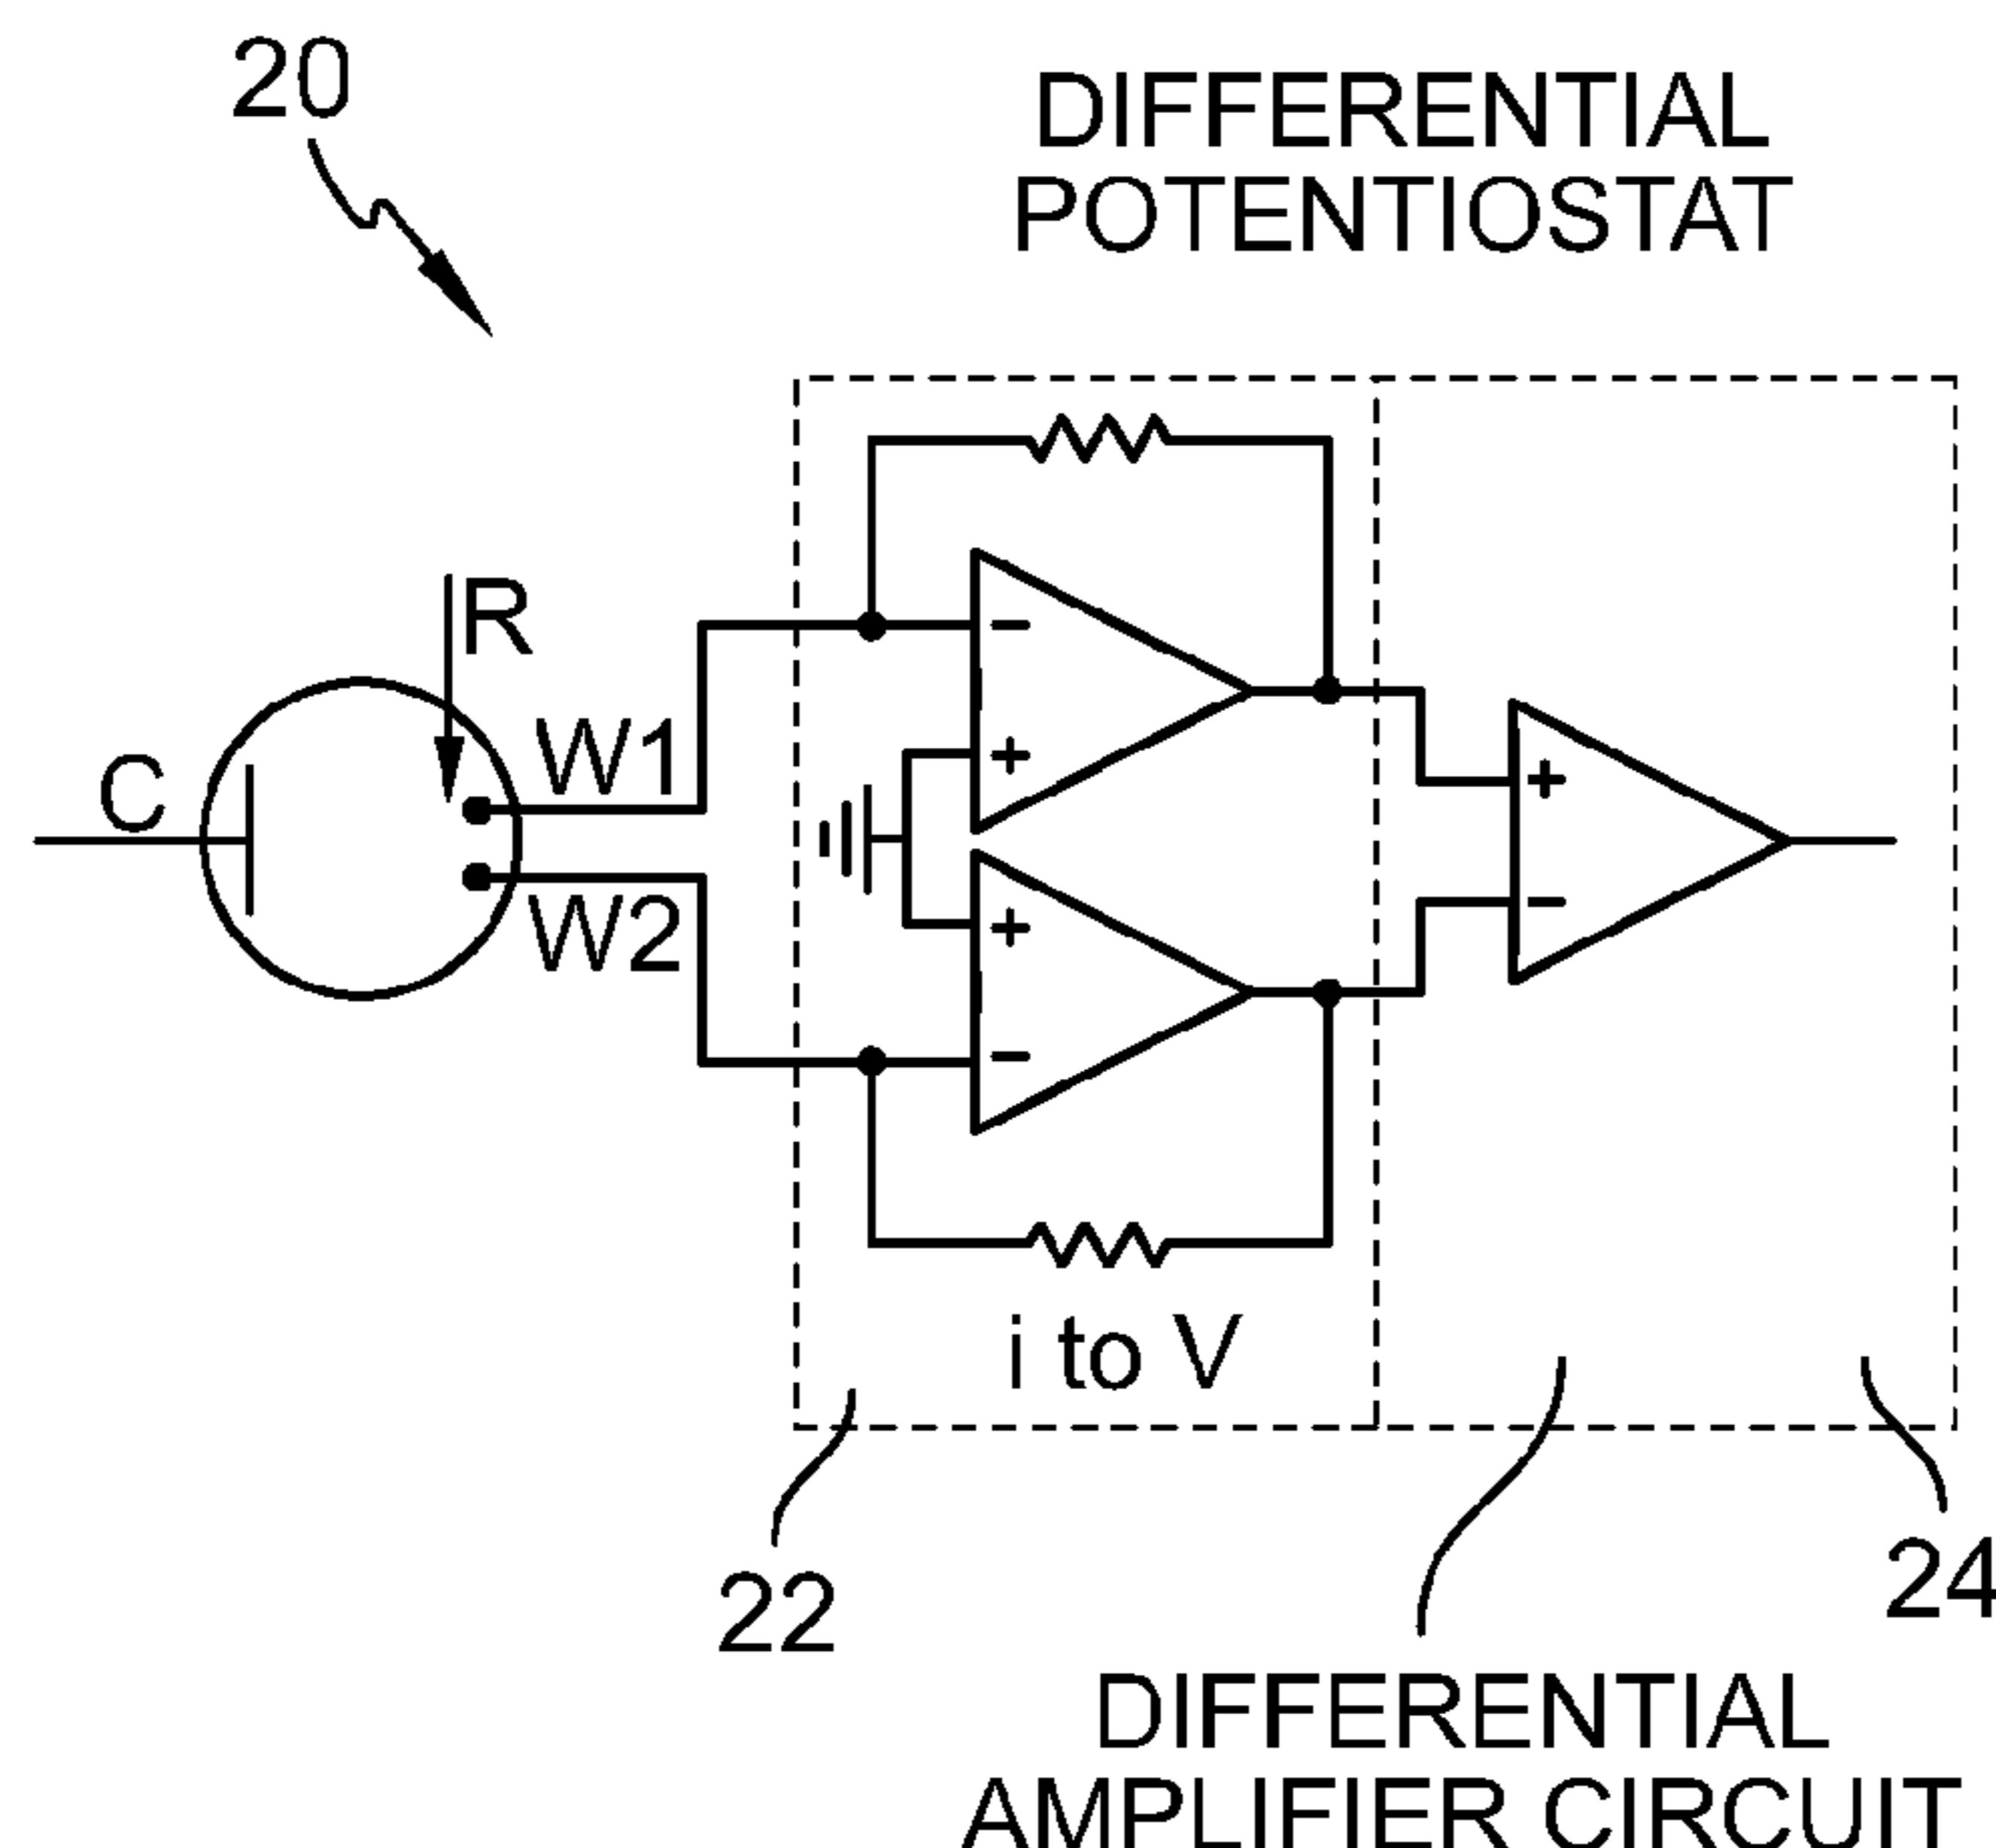 20
DIFFERENTIAL
POTENTIOSTAT
R
C
W1
W2
−
+
+
−
+
−
i to V
22
24
DIFFERENTIAL
AMPLIFIER CIRCUIT